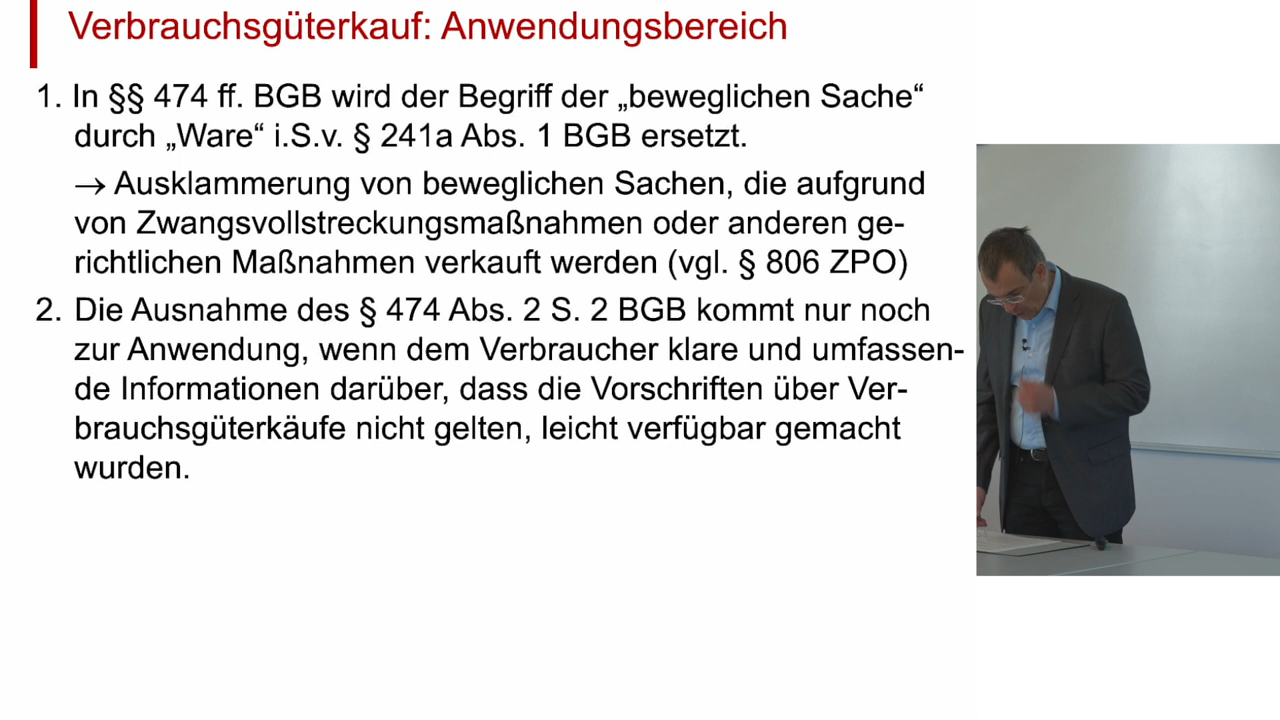 Verbrauchsgüterkauf: Anwendungsbereich
1. In §§ 474 ff. BGB wird der Begriff der „beweglichen Sache“
durch „Ware“ i.S.v. § 241a Abs. 1 BGB ersetzt.
→ Ausklammerung von beweglichen Sachen, die aufgrund
von Zwangsvollstreckungsmaßnahmen oder anderen ge-
richtlichen Maßnahmen verkauft werden (vgl. § 806 ZPO)
2. Die Ausnahme des § 474 Abs. 2 S. 2 BGB kommt nur noch
zur Anwendung, wenn dem Verbraucher klare und umfassen-
de Informationen darüber, dass die Vorschriften über Ver-
brauchsgüterkäufe nicht gelten, leicht verfügbar gemacht
wurden.